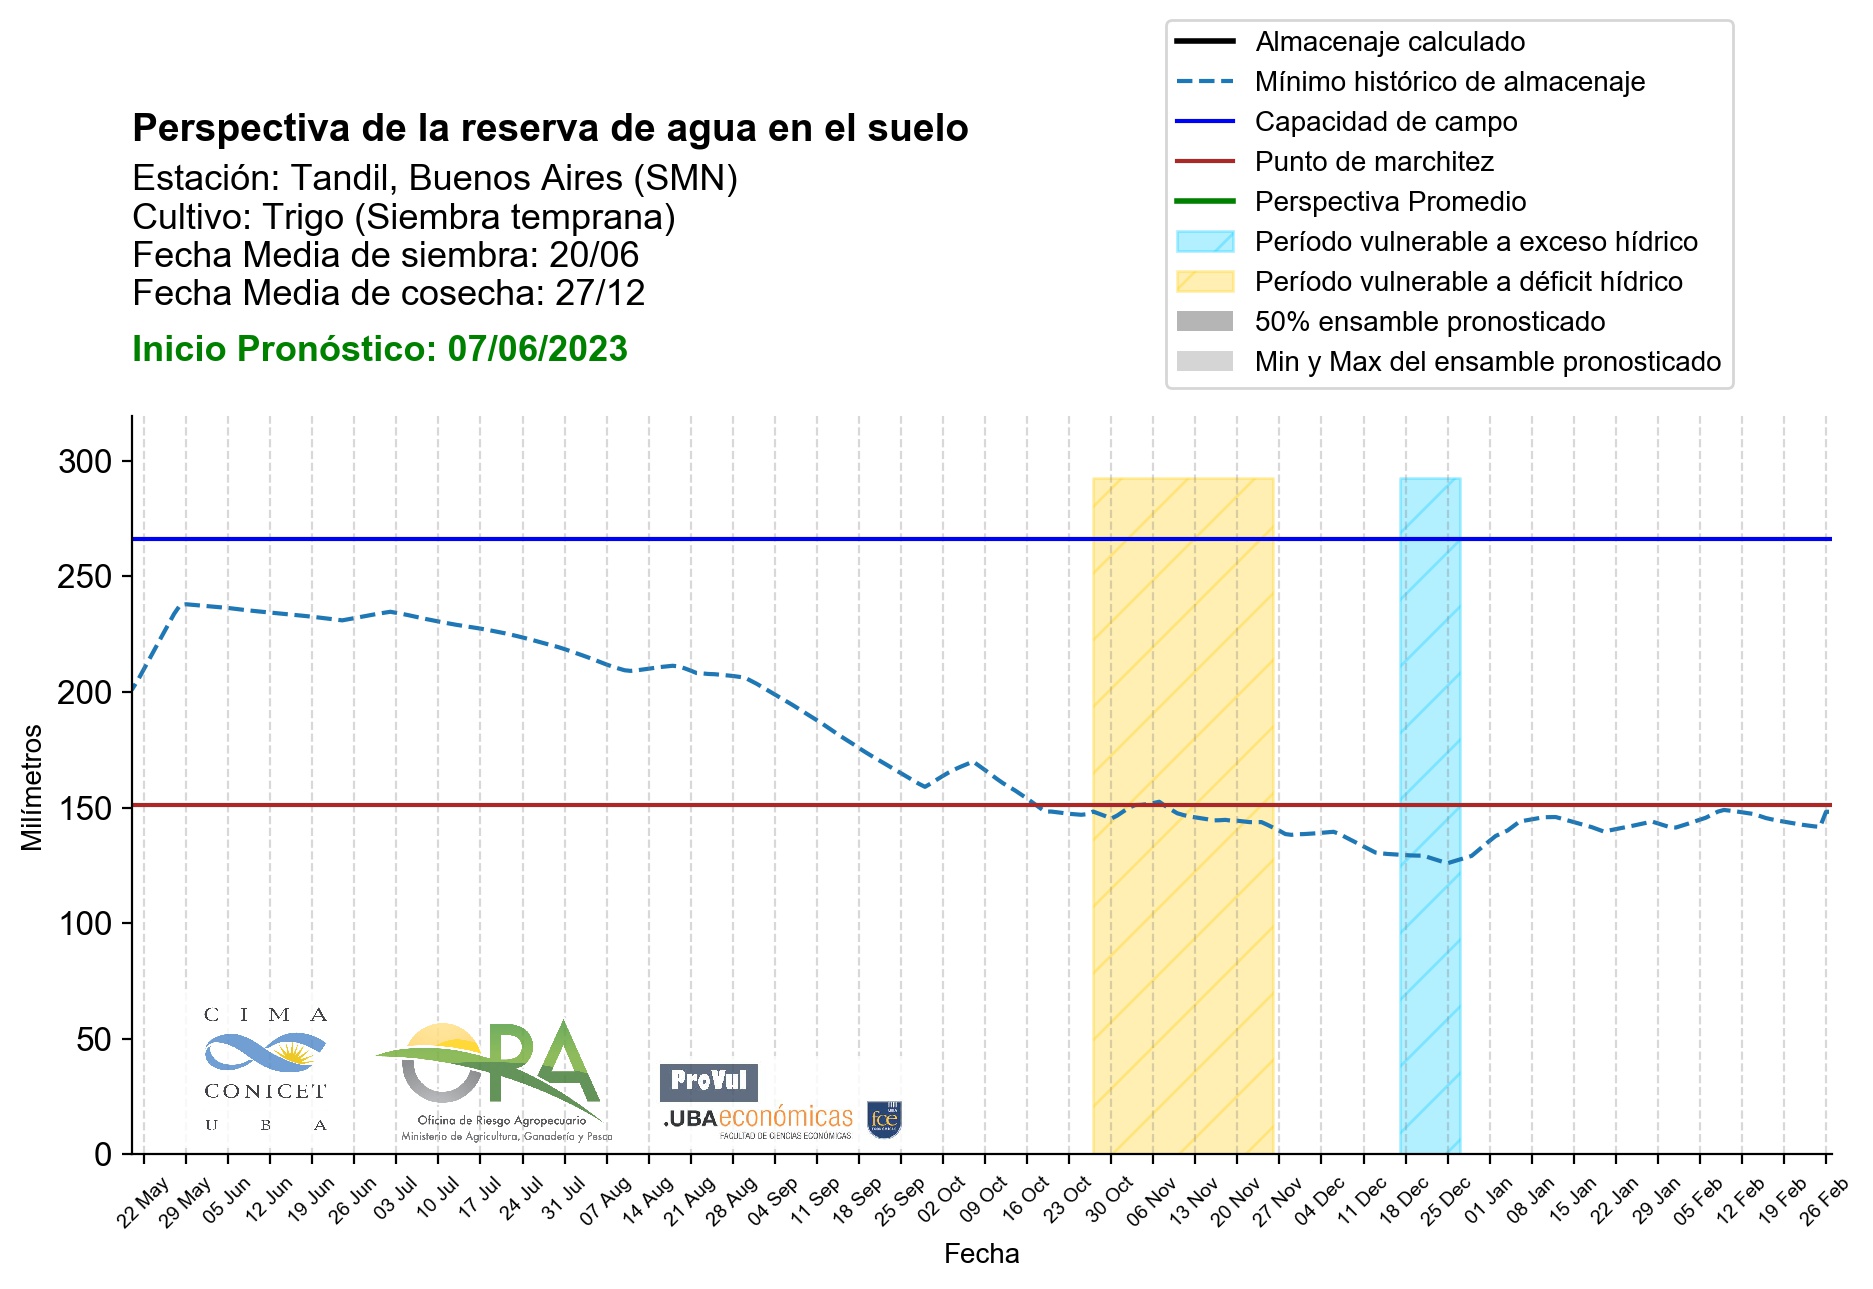 Almacenaje calculado
Mínimo histórico de almacenaje
Capacidad de campo
Punto de marchitez
Perspectiva Promedio
Período vulnerable a exceso hídrico
Período vulnerable a déficit hídrico
50% ensamble pronosticado
Min y Max del ensamble pronosticado
Perspectiva de la reserva de agua en el suelo
Estación: Tandil, Buenos Aires (SMN)
Cultivo: Trigo (Siembra temprana)
Fecha Media de siembra: 20/06
Fecha Media de cosecha: 27/12
Inicio Pronóstico: 07/06/2023
300
250
200
150
100
50
0
Milímetros
CIMA
CONICET
UBA
ORA
Oficina de Riesgo Agropecuario
Ministerio de Agricultura, Ganadería y Pesca
ProVul
.UBAeconómicas
FACULTAD DE CIENCIAS ECONÓMICAS
fce
22 May
29 May
05 Jun
12 Jun
19 Jun
26 Jun
03 Jul
10 Jul
17 Jul
24 Jul
31 Jul
07 Aug
14 Aug
21 Aug
28 Aug
04 Sep
11 Sep
18 Sep
25 Sep
02 Oct
09 Oct
16 Oct
23 Oct
30 Oct
06 Nov
13 Nov
20 Nov
27 Nov
04 Dec
11 Dec
18 Dec
25 Dec
01 Jan
08 Jan
15 Jan
22 Jan
29 Jan
05 Feb
12 Feb
19 Feb
26 Feb
Fecha